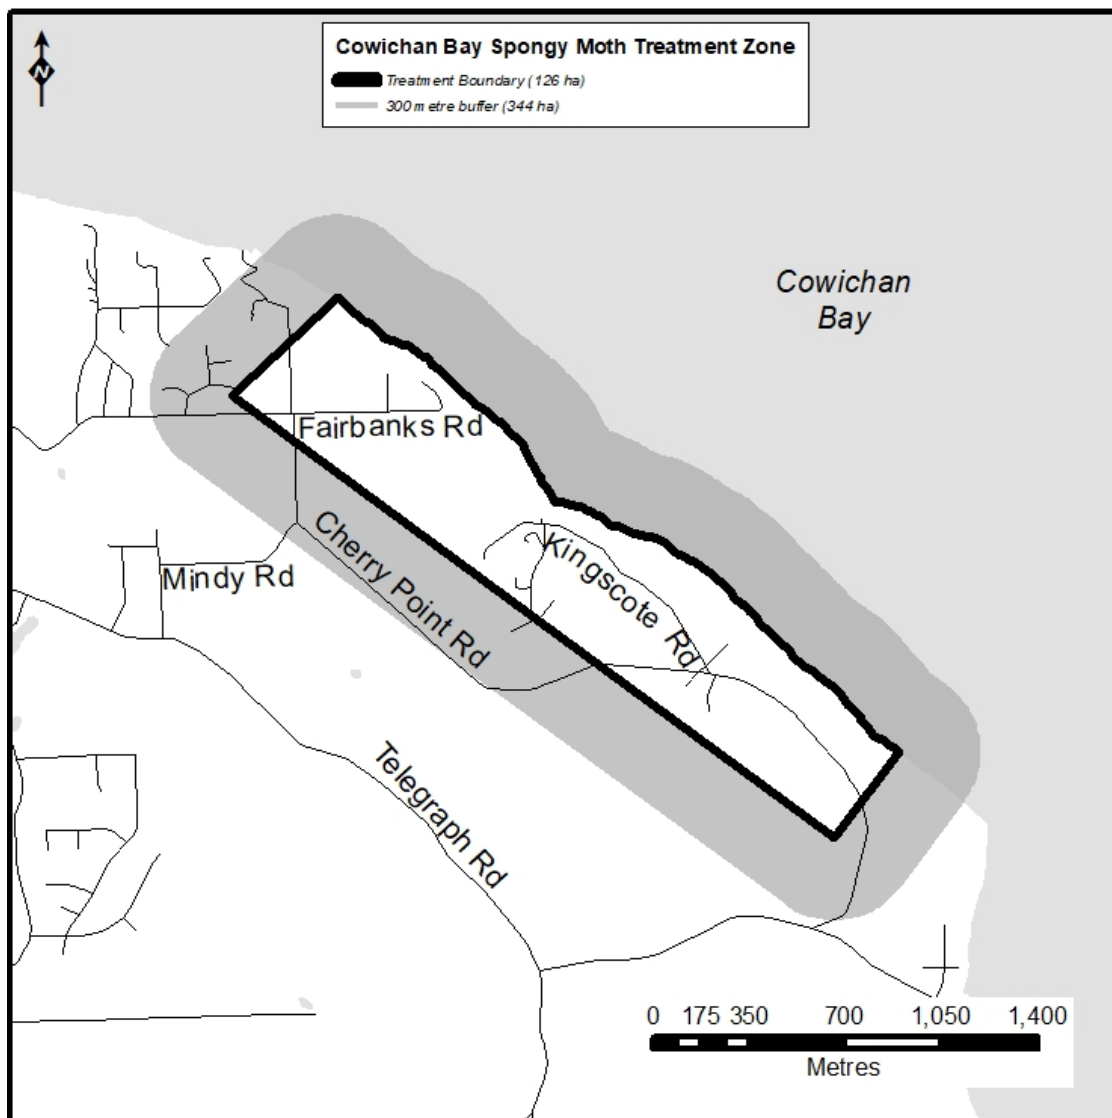 N
Cowichan Bay Spongy Moth Treatment Zone
Treatment Boundary (126 ha)
300 metre buffer (344 ha)
Cowichan
Bay
Fairbanks Rd
Cherry Point Rd
Kingscote Rd
Mindy Rd
Telegraph Rd
0 175 350 700 1,050 1,400
Metres